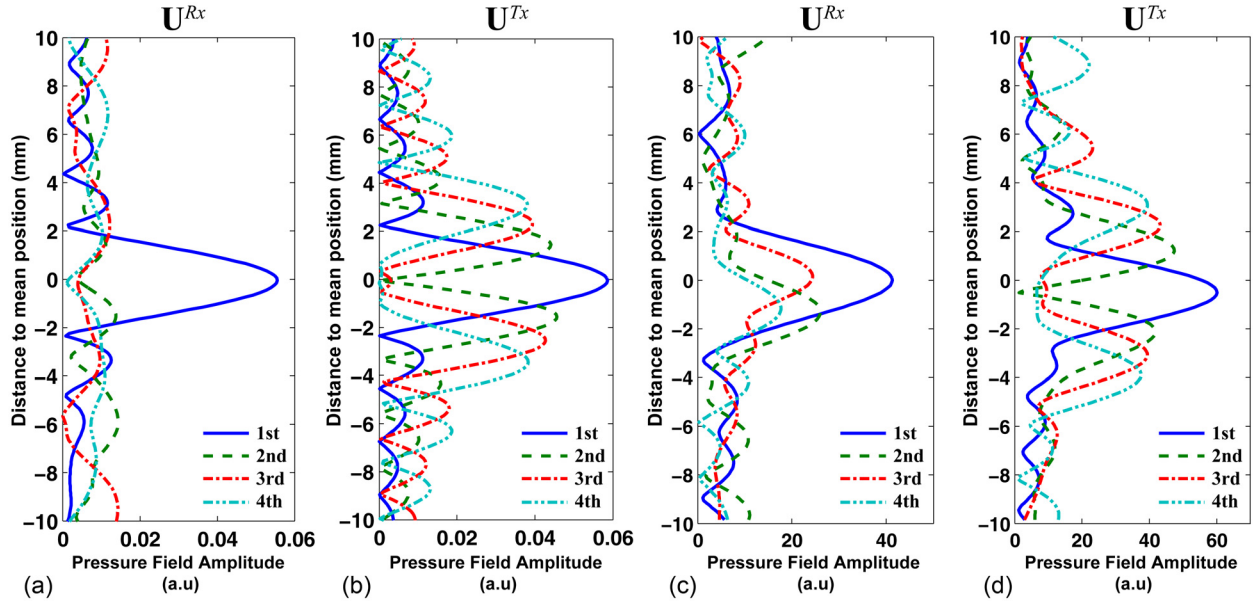 U^Rx
10
8
6
4
2
0
−2
−4
−6
−8
−10
Distance to mean position (mm)
1st
2nd
3rd
4th
0 0.02 0.04 0.06
Pressure Field Amplitude
(a.u)
(a)
U^Tx
10
8
6
4
2
0
−2
−4
−6
−8
−10
Distance to mean position (mm)
1st
2nd
3rd
4th
0 0.02 0.04 0.06
Pressure Field Amplitude
(a.u)
(b)
U^Rx
10
8
6
4
2
0
−2
−4
−6
−8
−10
Distance to mean position (mm)
1st
2nd
3rd
4th
0 20 40
Pressure Field Amplitude
(a.u)
(c)
U^Tx
10
8
6
4
2
0
−2
−4
−6
−8
−10
Distance to mean position (mm)
1st
2nd
3rd
4th
0 20 40 60
Pressure Field Amplitude
(a.u)
(d)